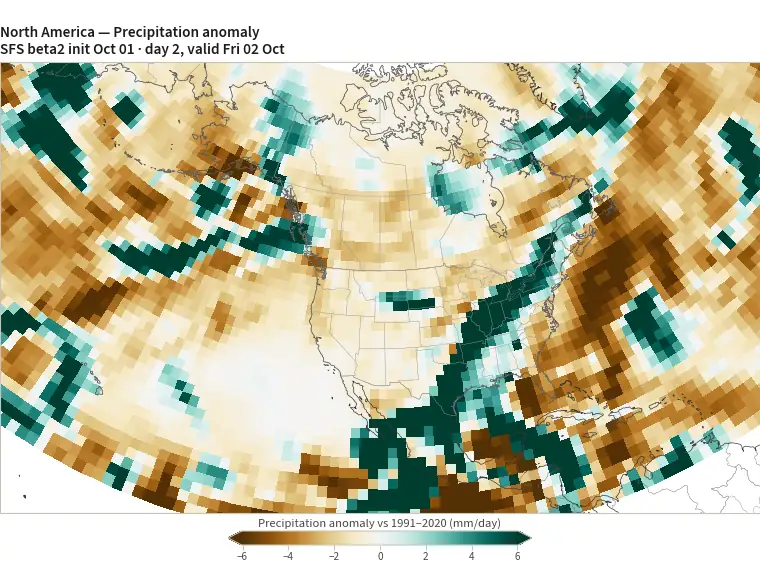 North America — Precipitation anomaly
SFS beta2 init Oct 01 · day 2, valid Fri 02 Oct
Precipitation anomaly vs 1991–2020 (mm/day)
−6 −4 −2 0 2 4 6